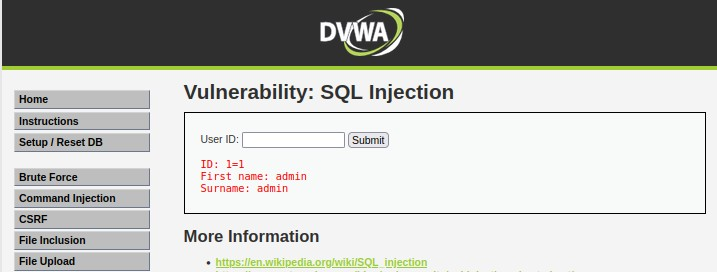 DVWA
Vulnerability: SQL Injection
Home
Instructions
Setup / Reset DB
Brute Force
Command Injection
CSRF
File Inclusion
File Upload
User ID: Submit
ID: 1=1
First name: admin
Surname: admin
More Information
https://en.wikipedia.org/wiki/SQL_injection